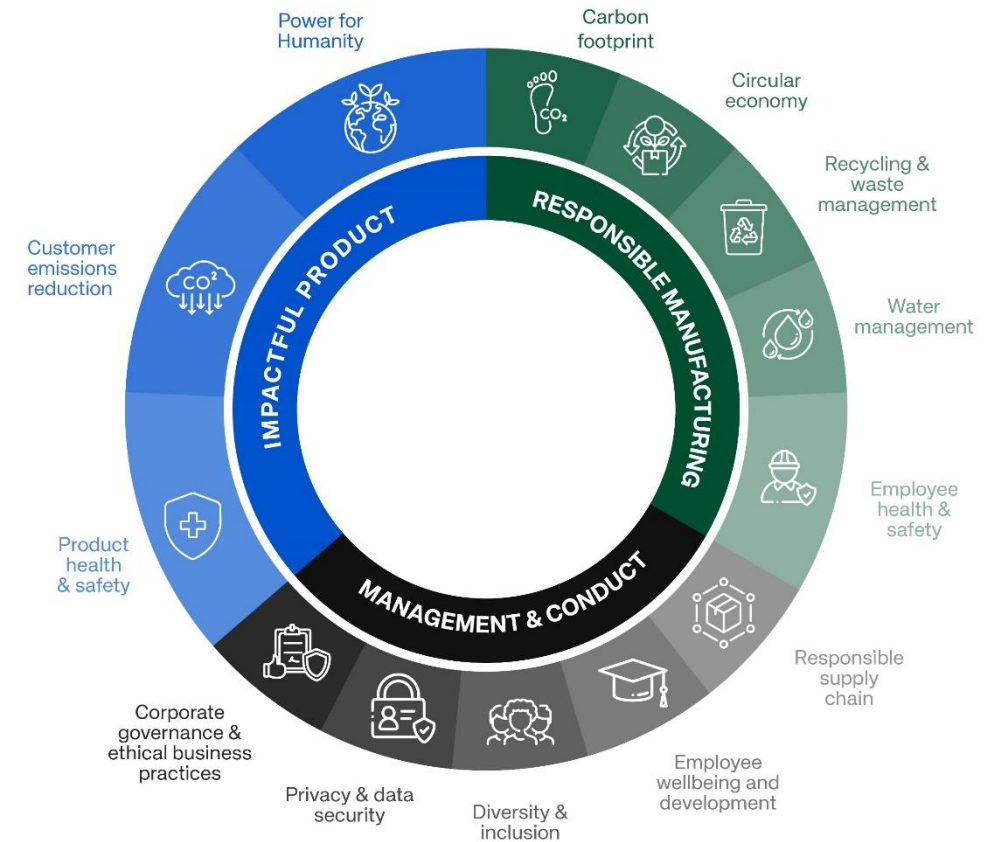 Power for
Humanity
Carbon
footprint
CO₂
Circular
economy
Recycling &
waste
management
Water
management
Employee
health &
safety
Responsible
supply
chain
Employee
wellbeing and
development
Diversity &
inclusion
Privacy & data
security
Corporate
governance &
ethical business
practices
Product
health
& safety
Customer
emissions
reduction
CO²
IMPACTFUL PRODUCT
RESPONSIBLE MANUFACTURING
MANAGEMENT & CONDUCT